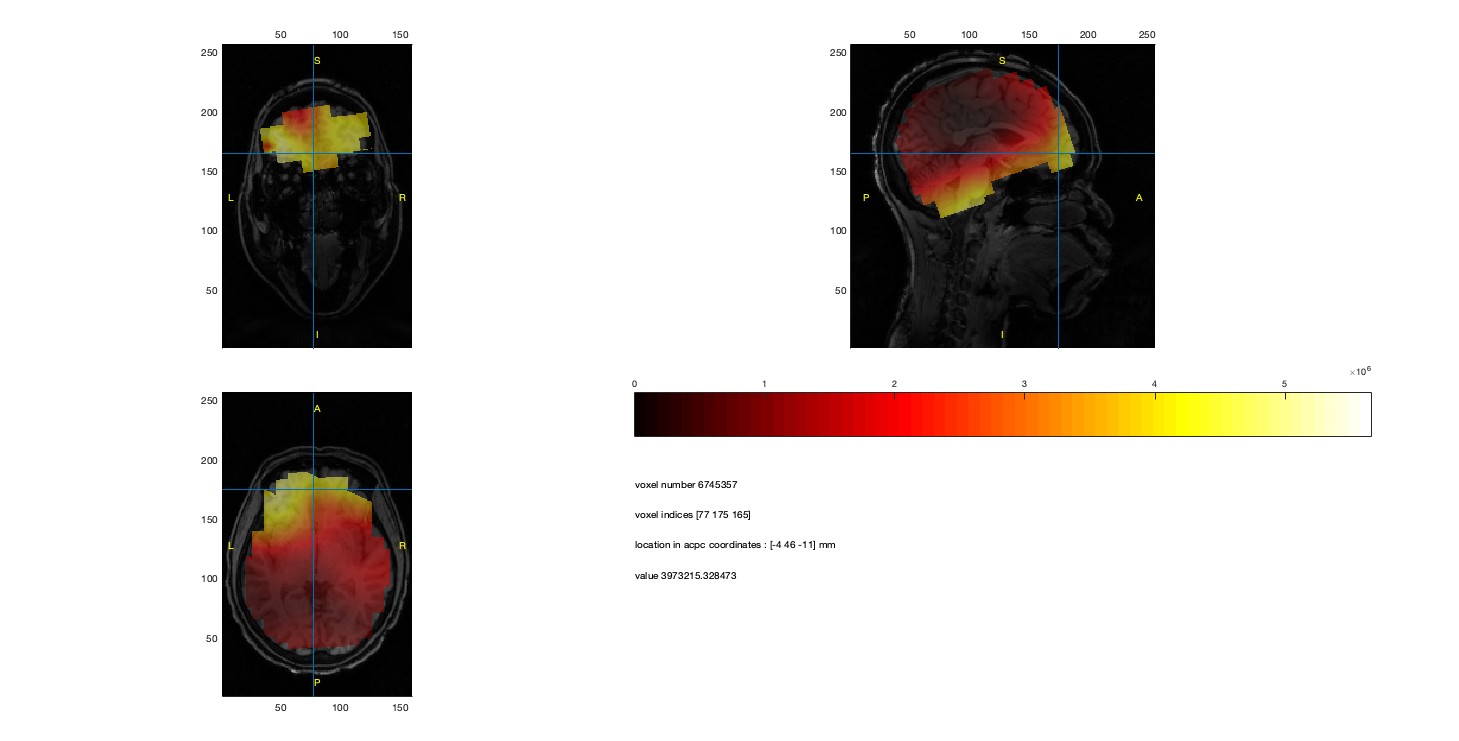 50 100 150
250
200
150
100
50
S
L
R
I
50 100 150 200 250
250
200
150
100
50
S
P
A
I
250
200
150
100
50
A
L
R
P
50 100 150
×10^6
0 1 2 3 4 5
voxel number 6745357
voxel indices [77 175 165]
location in acpc coordinates : [-4 46 -11] mm
value 3973215.328473